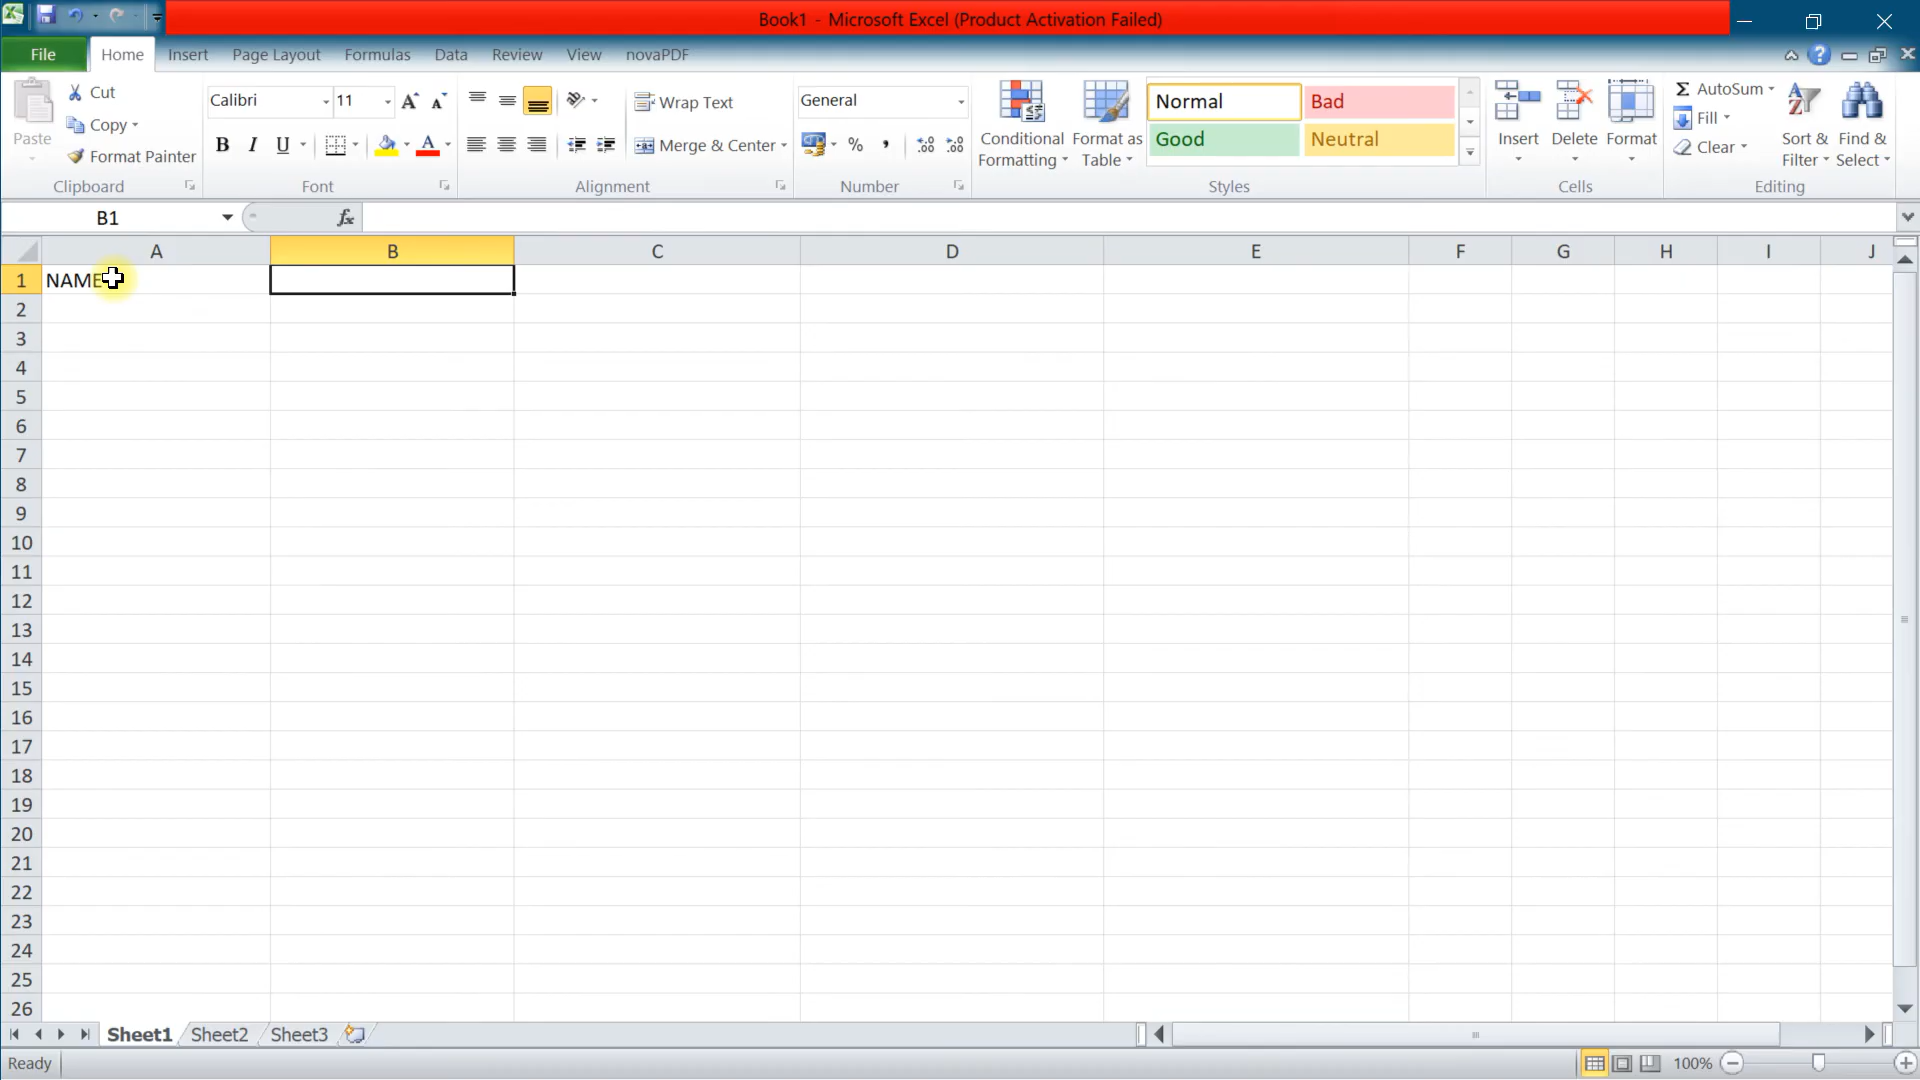 Book1 - Microsoft Excel (Product Activation Failed)
File Home Insert Page Layout Formulas Data Review View novaPDF
Paste
Cut
Copy
Format Painter
Clipboard
Calibri 11
B I U
Font
Wrap Text
Merge & Center
Alignment
General
%
Number
Conditional
Formatting
Format as
Table
Normal Bad
Good Neutral
Styles
Insert Delete Format
Cells
Σ AutoSum
Fill
Clear
Sort &
Filter
Find &
Select
Editing
B1 fx
A B C D E F G H I J
1 NAME
2
3
4
5
6
7
8
9
10
11
12
13
14
15
16
17
18
19
20
21
22
23
24
25
26
Sheet1 Sheet2 Sheet3
Ready 100%